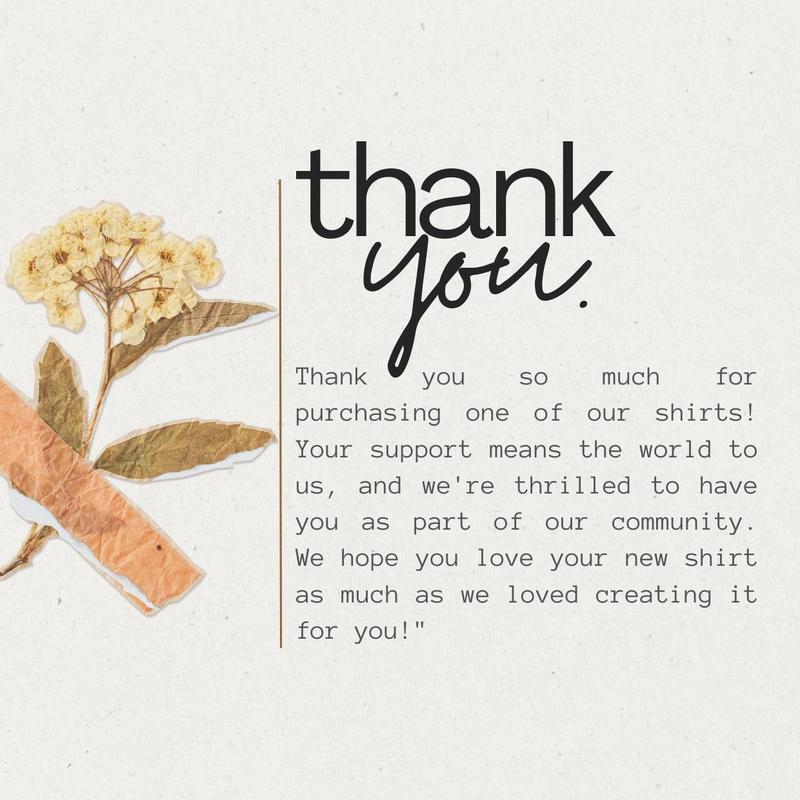 thank
you.
Thank you so much for
purchasing one of our shirts!
Your support means the world to
us, and we're thrilled to have
you as part of our community.
We hope you love your new shirt
as much as we loved creating it
for you!"